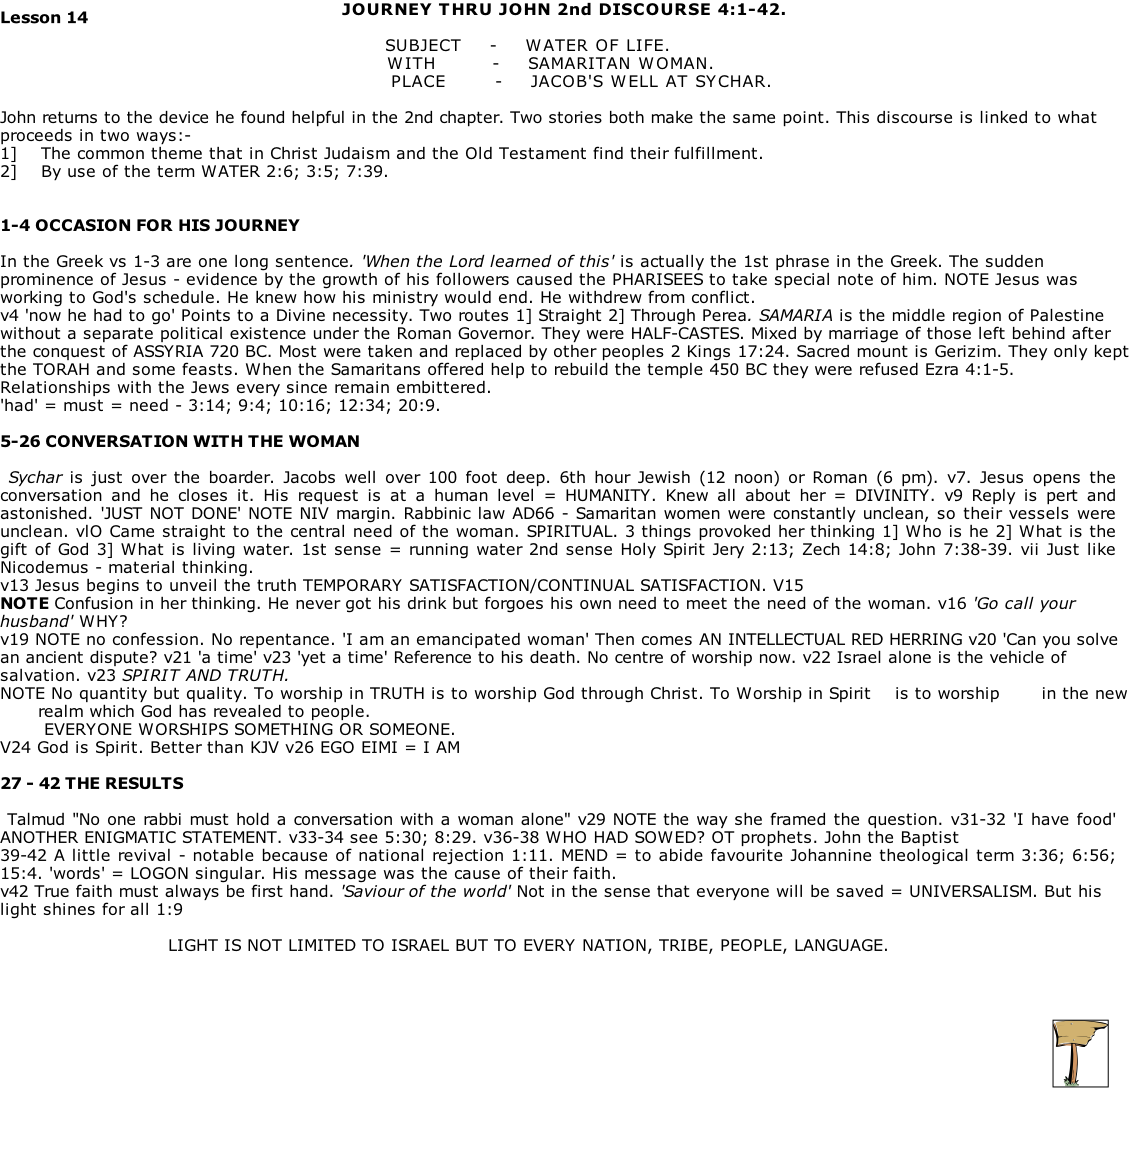 Lesson 14
JOURNEY THRU JOHN 2nd DISCOURSE 4:1-42.
SUBJECT - WATER OF LIFE.
WITH - SAMARITAN WOMAN.
PLACE - JACOB'S WELL AT SYCHAR.
John returns to the device he found helpful in the 2nd chapter. Two stories both make the same point. This discourse is linked to what
proceeds in two ways:-
1] The common theme that in Christ Judaism and the Old Testament find their fulfillment.
2] By use of the term WATER 2:6; 3:5; 7:39.
1-4 OCCASION FOR HIS JOURNEY
In the Greek vs 1-3 are one long sentence. 'When the Lord learned of this' is actually the 1st phrase in the Greek. The sudden
prominence of Jesus - evidence by the growth of his followers caused the PHARISEES to take special note of him. NOTE Jesus was
working to God's schedule. He knew how his ministry would end. He withdrew from conflict.
v4 'now he had to go' Points to a Divine necessity. Two routes 1] Straight 2] Through Perea. SAMARIA is the middle region of Palestine
without a separate political existence under the Roman Governor. They were HALF-CASTES. Mixed by marriage of those left behind after
the conquest of ASSYRIA 720 BC. Most were taken and replaced by other peoples 2 Kings 17:24. Sacred mount is Gerizim. They only kept
the TORAH and some feasts. When the Samaritans offered help to rebuild the temple 450 BC they were refused Ezra 4:1-5.
Relationships with the Jews every since remain embittered.
'had' = must = need - 3:14; 9:4; 10:16; 12:34; 20:9.
5-26 CONVERSATION WITH THE WOMAN
Sychar is just over the boarder. Jacobs well over 100 foot deep. 6th hour Jewish (12 noon) or Roman (6 pm). v7. Jesus opens the
conversation and he closes it. His request is at a human level = HUMANITY. Knew all about her = DIVINITY. v9 Reply is pert and
astonished. 'JUST NOT DONE' NOTE NIV margin. Rabbinic law AD66 - Samaritan women were constantly unclean, so their vessels were
unclean. vlO Came straight to the central need of the woman. SPIRITUAL. 3 things provoked her thinking 1] Who is he 2] What is the
gift of God 3] What is living water. 1st sense = running water 2nd sense Holy Spirit Jery 2:13; Zech 14:8; John 7:38-39. vii Just like
Nicodemus - material thinking.
v13 Jesus begins to unveil the truth TEMPORARY SATISFACTION/CONTINUAL SATISFACTION. V15
NOTE Confusion in her thinking. He never got his drink but forgoes his own need to meet the need of the woman. v16 'Go call your
husband' WHY?
v19 NOTE no confession. No repentance. 'I am an emancipated woman' Then comes AN INTELLECTUAL RED HERRING v20 'Can you solve
an ancient dispute? v21 'a time' v23 'yet a time' Reference to his death. No centre of worship now. v22 Israel alone is the vehicle of
salvation. v23 SPIRIT AND TRUTH.
NOTE No quantity but quality. To worship in TRUTH is to worship God through Christ. To Worship in Spirit is to worship in the new
realm which God has revealed to people.
EVERYONE WORSHIPS SOMETHING OR SOMEONE.
V24 God is Spirit. Better than KJV v26 EGO EIMI = I AM
27 - 42 THE RESULTS
Talmud "No one rabbi must hold a conversation with a woman alone" v29 NOTE the way she framed the question. v31-32 'I have food'
ANOTHER ENIGMATIC STATEMENT. v33-34 see 5:30; 8:29. v36-38 WHO HAD SOWED? OT prophets. John the Baptist
39-42 A little revival - notable because of national rejection 1:11. MEND = to abide favourite Johannine theological term 3:36; 6:56;
15:4. 'words' = LOGON singular. His message was the cause of their faith.
v42 True faith must always be first hand. 'Saviour of the world' Not in the sense that everyone will be saved = UNIVERSALISM. But his
light shines for all 1:9
LIGHT IS NOT LIMITED TO ISRAEL BUT TO EVERY NATION, TRIBE, PEOPLE, LANGUAGE.